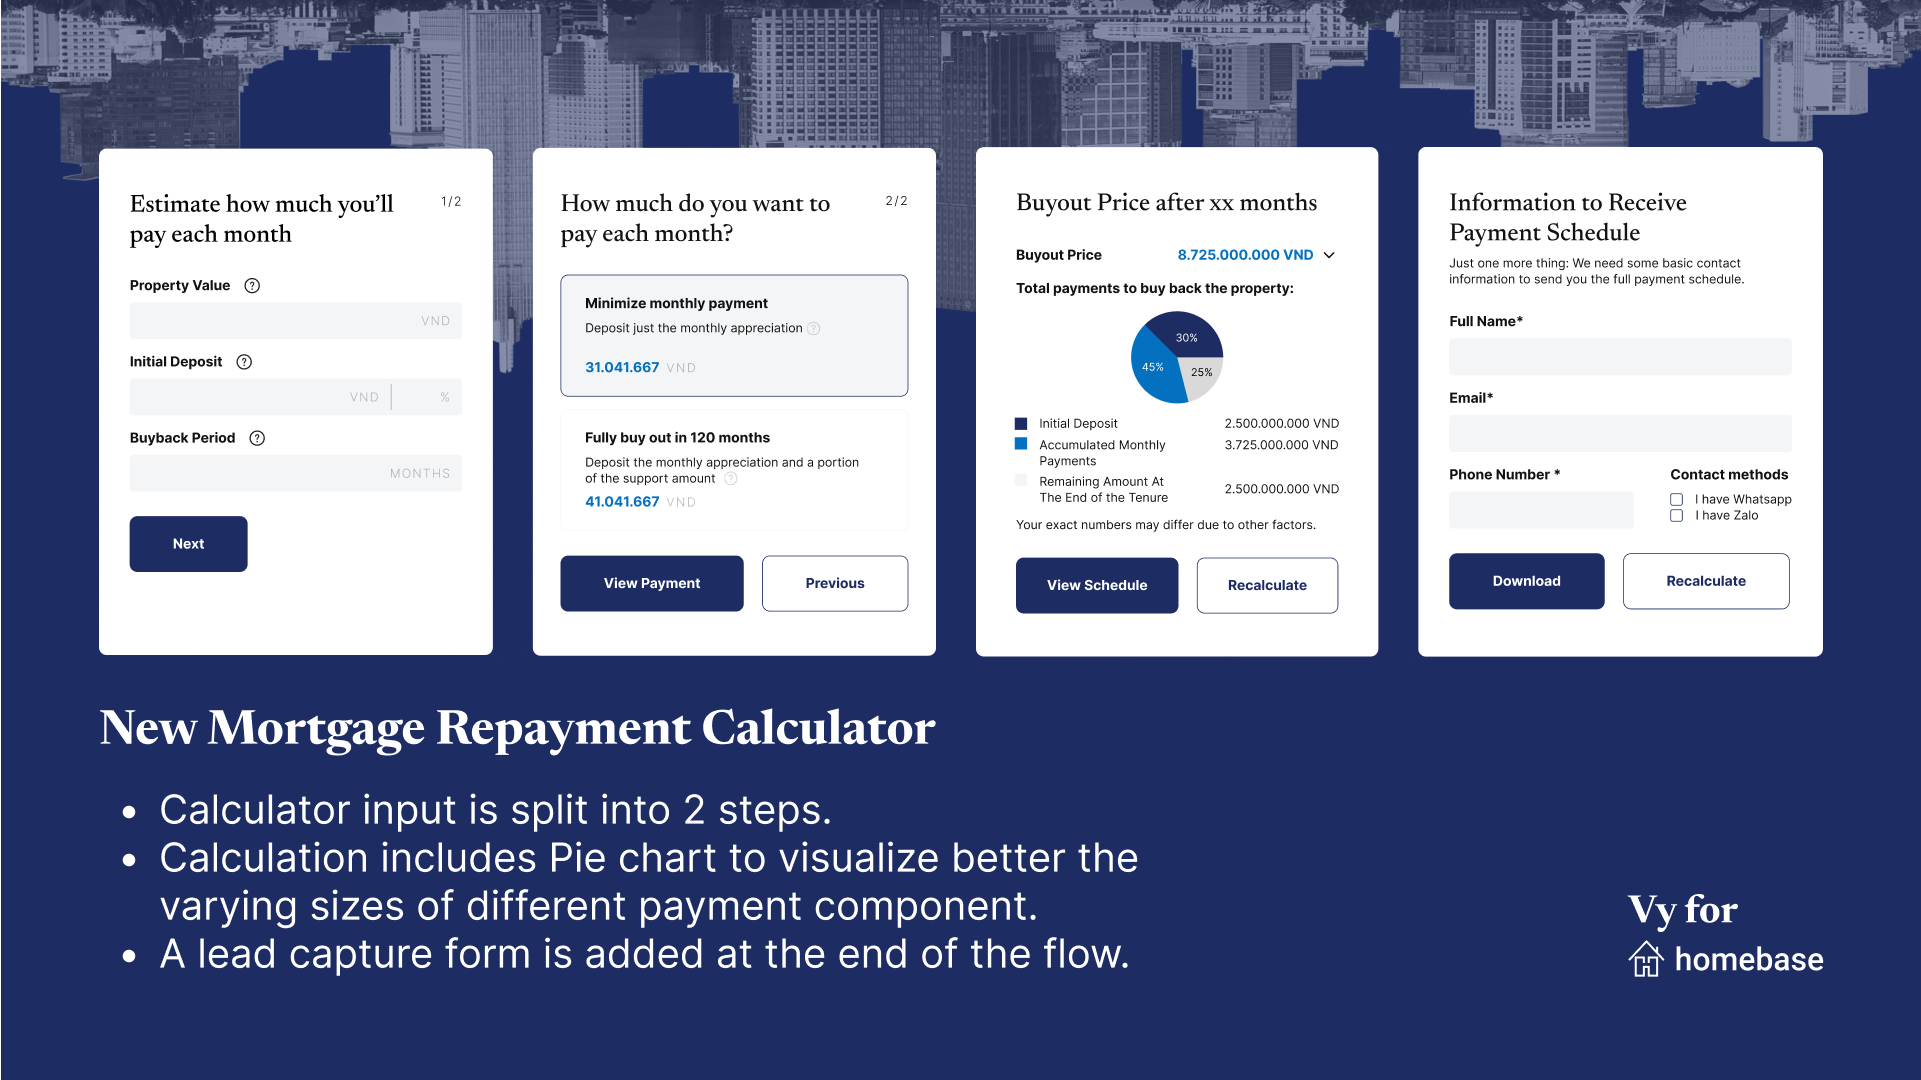 Estimate how much you'll
pay each month
1/2
Property Value ?
VND
Initial Deposit ?
VND
%
Buyback Period ?
MONTHS
Next
How much do you want to
pay each month?
2/2
Minimize monthly payment
Deposit just the monthly appreciation ?
31.041.667 VND
Fully buy out in 120 months
Deposit the monthly appreciation and a portion
of the support amount ?
41.041.667 VND
View Payment
Previous
Buyout Price after xx months
Buyout Price
8.725.000.000 VND
Total payments to buy back the property:
30%
45%
25%
Initial Deposit
2.500.000.000 VND
Accumulated Monthly
Payments
3.725.000.000 VND
Remaining Amount At
The End of the Tenure
2.500.000.000 VND
Your exact numbers may differ due to other factors.
View Schedule
Recalculate
Information to Receive
Payment Schedule
Just one more thing: We need some basic contact
information to send you the full payment schedule.
Full Name*
Email*
Phone Number *
Contact methods
I have Whatsapp
I have Zalo
Download
Recalculate
New Mortgage Repayment Calculator
• Calculator input is split into 2 steps.
• Calculation includes Pie chart to visualize better the
varying sizes of different payment component.
• A lead capture form is added at the end of the flow.
Vy for
homebase